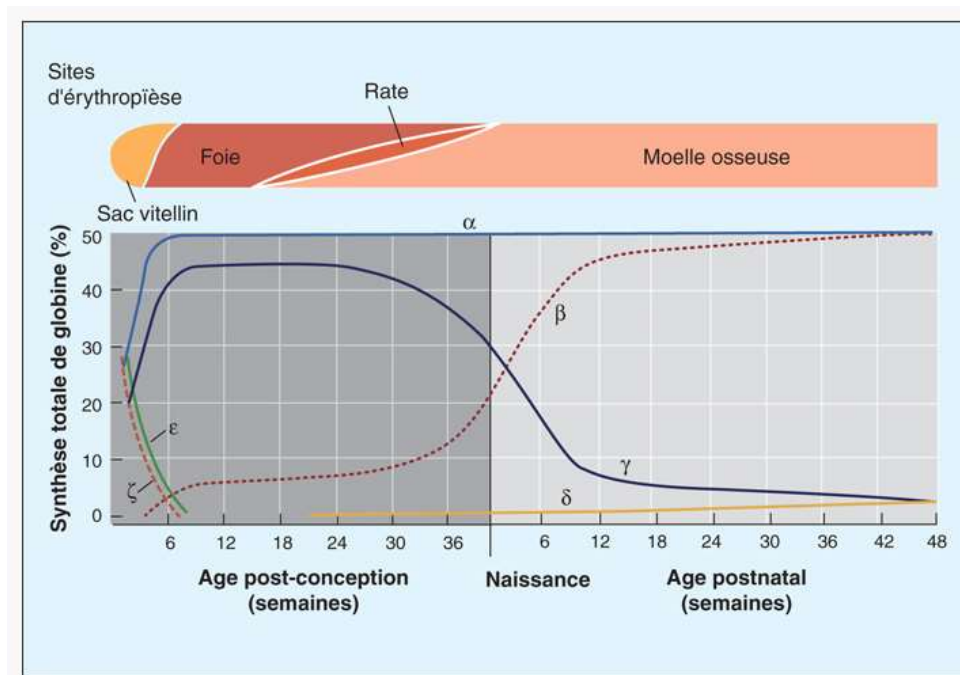 Sites
d'érythropïèse
Rate
Foie
Moelle osseuse
Sac vitellin
α
50
40
30
20
10
0
Synthèse totale de globine (%)
β
ε
ζ
γ
δ
6 12 18 24 30 36 6 12 18 24 30 36 42 48
Age post-conception
(semaines)
Naissance
Age postnatal
(semaines)